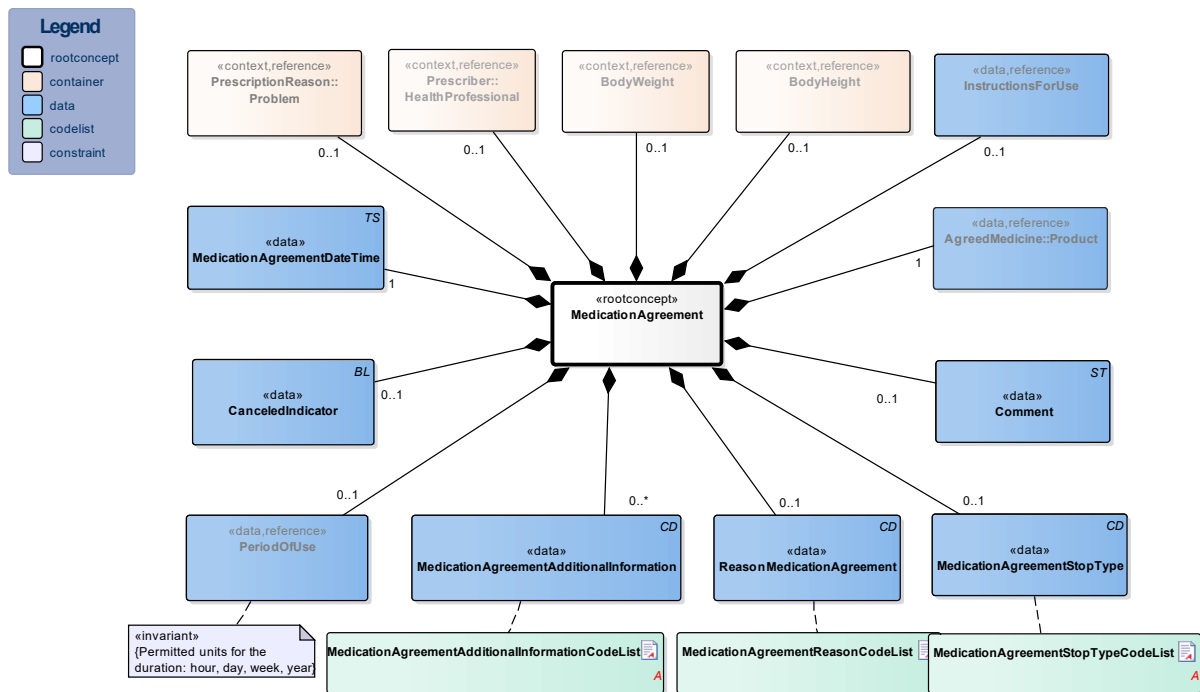 Legend
rootconcept
container
data
codelist
constraint
«context,reference»
PrescriptionReason::
Problem
0..1
«context,reference»
Prescriber::
HealthProfessional
0..1
«context,reference»
BodyWeight
0..1
«context,reference»
BodyHeight
0..1
«data,reference»
InstructionsForUse
0..1
TS
«data»
MedicationAgreementDateTime
1
«data,reference»
AgreedMedicine::Product
1
«rootconcept»
MedicationAgreement
BL
«data»
CanceledIndicator
0..1
ST
«data»
Comment
0..1
«data,reference»
PeriodOfUse
0..1
CD
«data»
MedicationAgreementAdditionalInformation
0..*
CD
«data»
ReasonMedicationAgreement
0..1
CD
«data»
MedicationAgreementStopType
0..1
«invariant»
{Permitted units for the
duration: hour, day, week, year}
MedicationAgreementAdditionalInformationCodeList
A
MedicationAgreementReasonCodeList
MedicationAgreementStopTypeCodeList
A